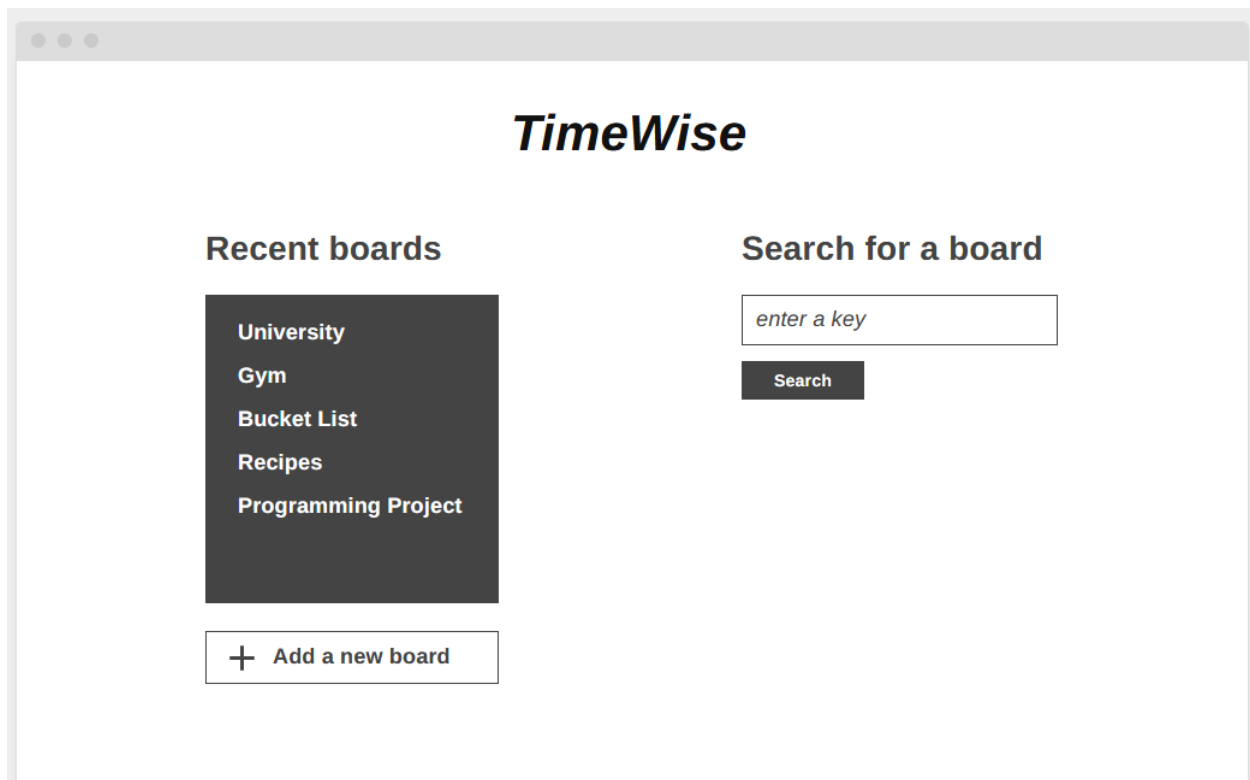 TimeWise
Recent boards
University
Gym
Bucket List
Recipes
Programming Project
Add a new board
Search for a board
enter a key
Search